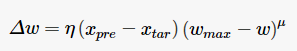 Δw = η(x_pre − x_tar)(w_max − w)^μ